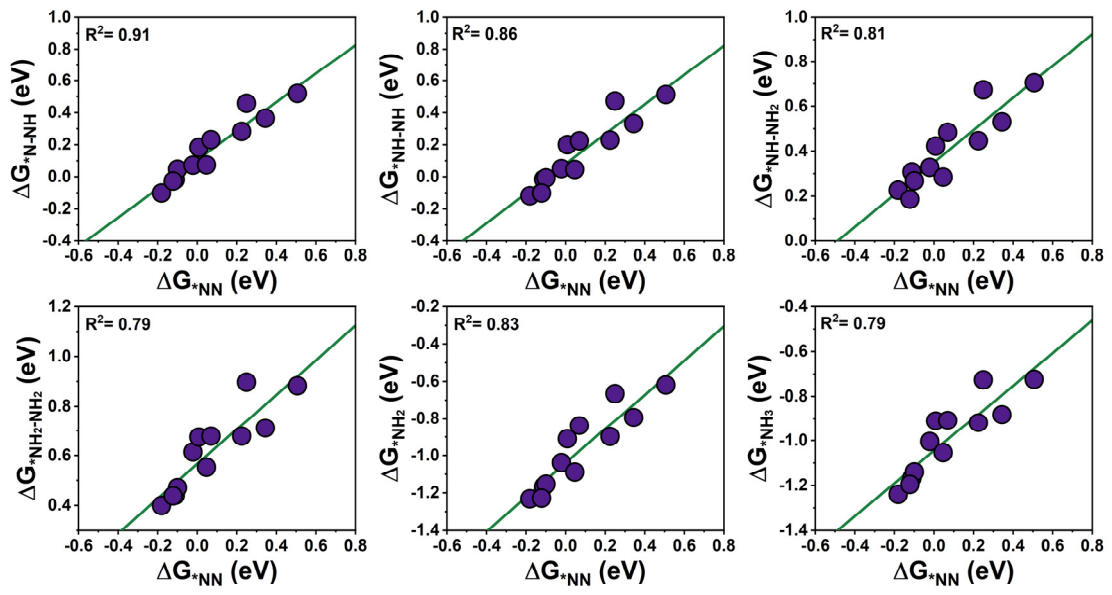 R²= 0.91
ΔG*N-NH (eV)
1.0
0.8
0.6
0.4
0.2
0.0
-0.2
-0.4
-0.6 -0.4 -0.2 0.0 0.2 0.4 0.6 0.8
ΔG*NN (eV)
R²= 0.86
ΔG*NH-NH (eV)
1.0
0.8
0.6
0.4
0.2
0.0
-0.2
-0.4
-0.6 -0.4 -0.2 0.0 0.2 0.4 0.6 0.8
ΔG*NN (eV)
R²= 0.81
ΔG*NH-NH₂ (eV)
1.0
0.8
0.6
0.4
0.2
0.0
-0.6 -0.4 -0.2 0.0 0.2 0.4 0.6 0.8
ΔG*NN (eV)
R²= 0.79
ΔG*NH₂-NH₂ (eV)
1.2
1.0
0.8
0.6
0.4
-0.6 -0.4 -0.2 0.0 0.2 0.4 0.6 0.8
ΔG*NN (eV)
R²= 0.83
ΔG*NH₂ (eV)
-0.2
-0.4
-0.6
-0.8
-1.0
-1.2
-1.4
-0.6 -0.4 -0.2 0.0 0.2 0.4 0.6 0.8
ΔG*NN (eV)
R²= 0.79
ΔG*NH₃ (eV)
-0.4
-0.6
-0.8
-1.0
-1.2
-1.4
-0.6 -0.4 -0.2 0.0 0.2 0.4 0.6 0.8
ΔG*NN (eV)